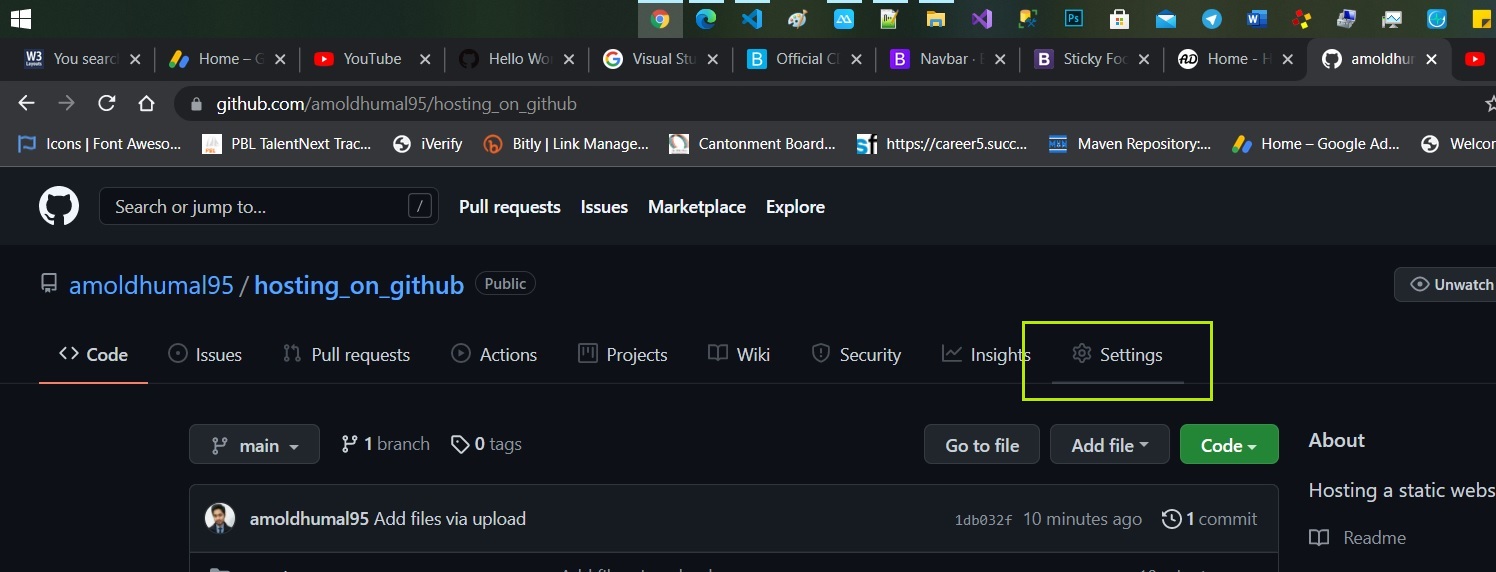 You searc Home – G YouTube Hello Wor Visual Stu Official Cl Navbar · Sticky Foo Home - H amoldhum
github.com/amoldhumal95/hosting_on_github
Icons | Font Aweso... PBL TalentNext Trac... iVerify Bitly | Link Manage... Cantonment Board... https://career5.succ... Maven Repository:... Home – Google Ad... Welcor
Search or jump to... / Pull requests Issues Marketplace Explore
amoldhumal95 / hosting_on_github Public
Unwatch
Code Issues Pull requests Actions Projects Wiki Security Insights Settings
main 1 branch 0 tags Go to file Add file Code About
Hosting a static webs
amoldhumal95 Add files via upload 1db032f 10 minutes ago 1 commit
Readme